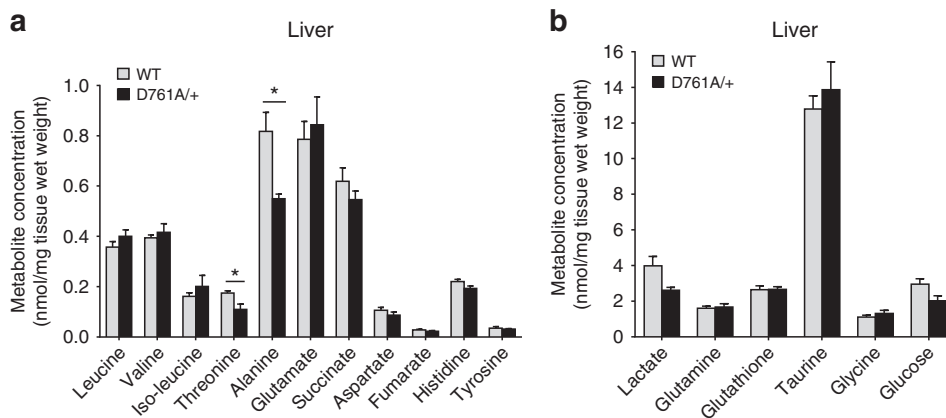 a
Liver
WT
D761A/+
Metabolite concentration
(nmol/mg tissue wet weight)
1.0
0.8
0.6
0.4
0.2
0.0
*
*
Leucine
Valine
Iso-leucine
Threonine
Alanine
Glutamate
Succinate
Aspartate
Fumarate
Histidine
Tyrosine
b
Liver
WT
D761A/+
Metabolite concentration
(nmol/mg tissue wet weight)
16
14
12
10
8
6
4
2
0
Lactate
Glutamine
Glutathione
Taurine
Glycine
Glucose